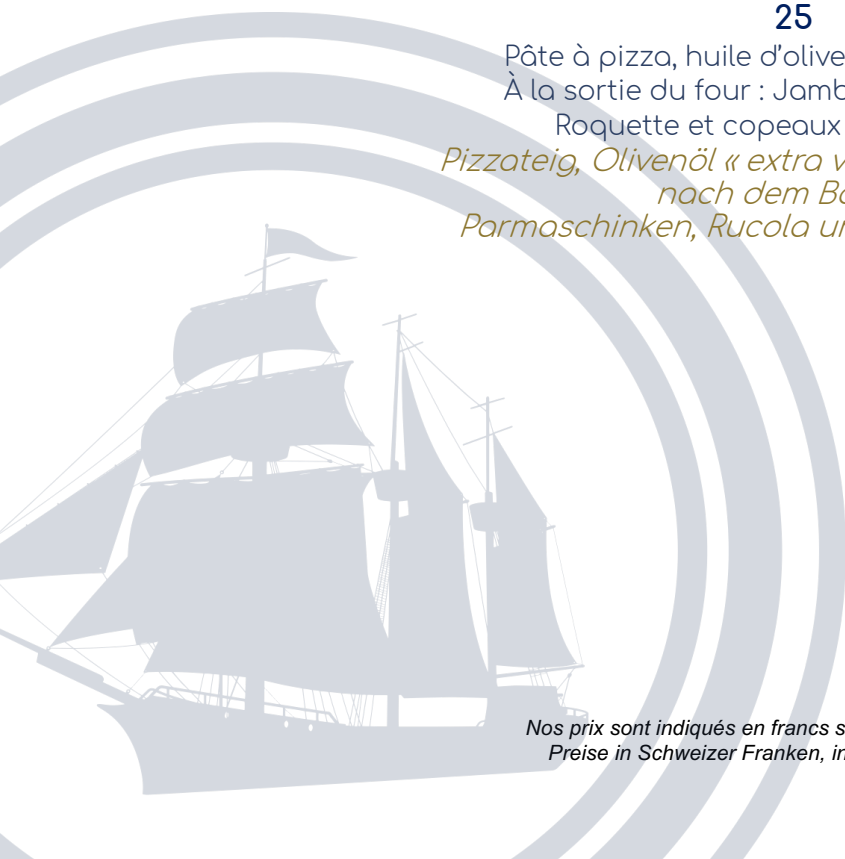 25
Pâte à pizza, huile d'olive
À la sortie du four : Jamb
Roquette et copeaux
Pizzateig, Olivenöl « extra v
nach dem Ba
Parmaschinken, Rucola un
Nos prix sont indiqués en francs s
Preise in Schweizer Franken, in